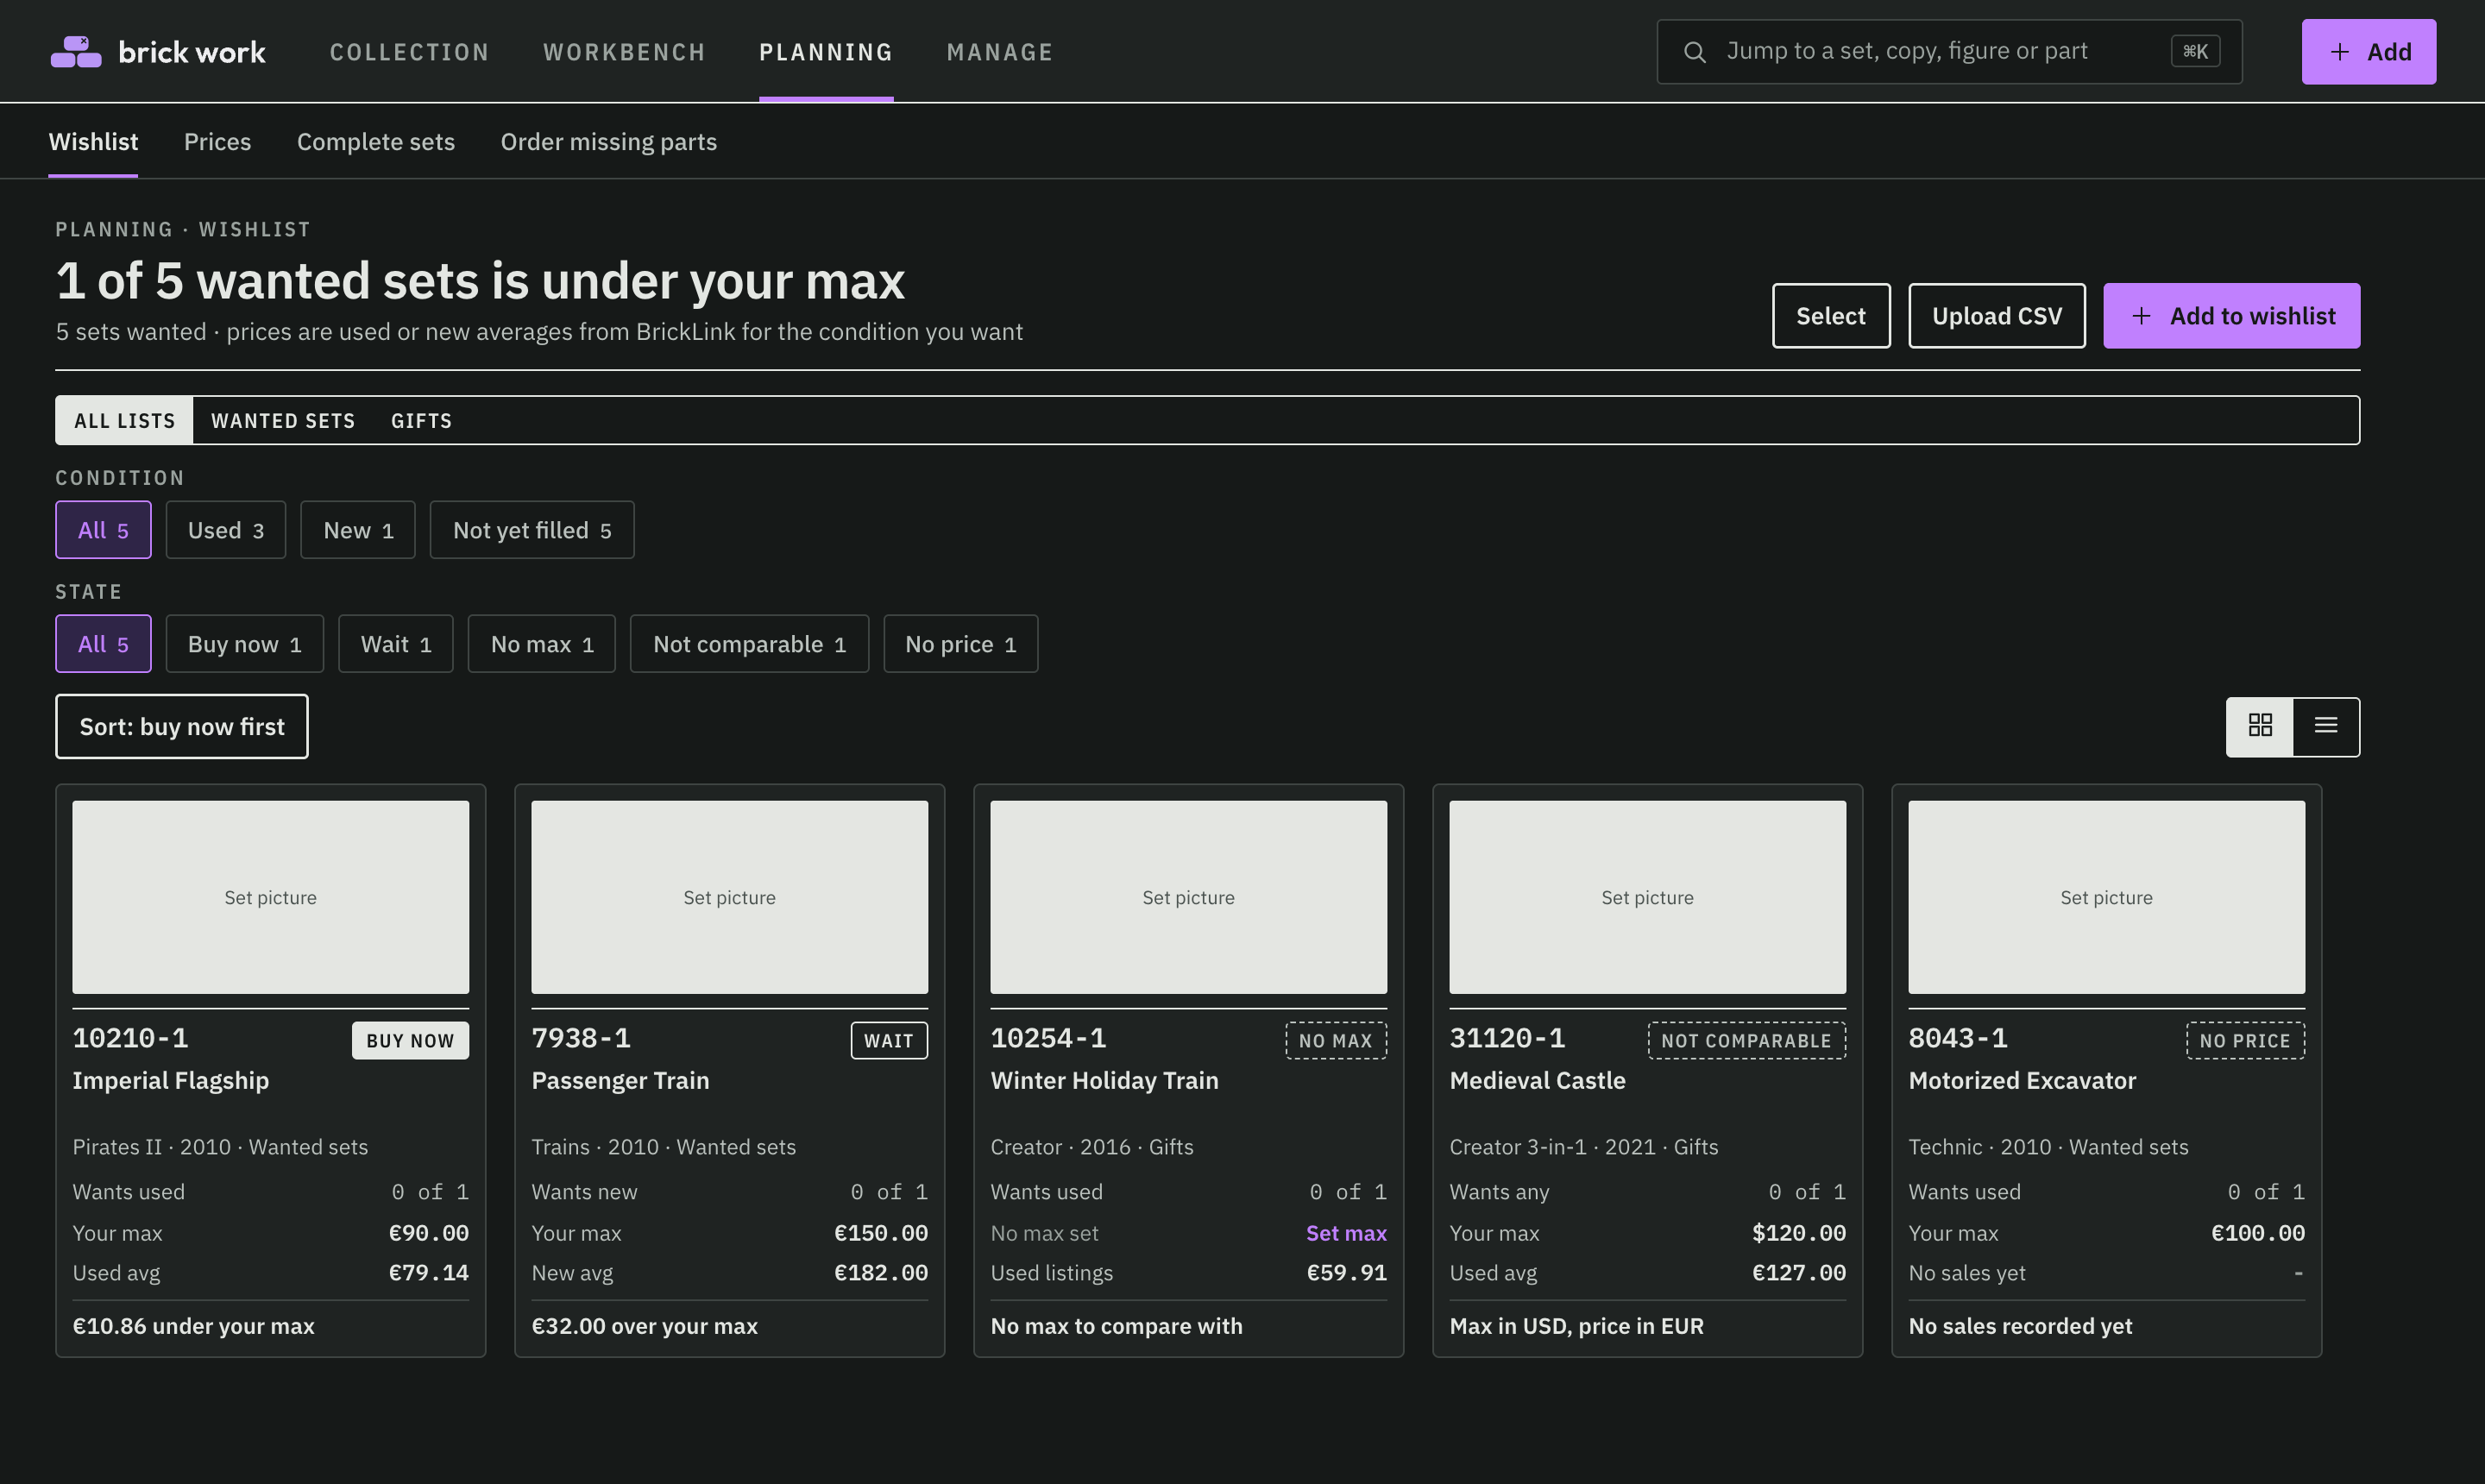 brick work COLLECTION WORKBENCH PLANNING MANAGE Jump to a set, copy, figure or part ⌘K + Add
Wishlist Prices Complete sets Order missing parts
PLANNING · WISHLIST
1 of 5 wanted sets is under your max
5 sets wanted · prices are used or new averages from BrickLink for the condition you want
Select Upload CSV + Add to wishlist
ALL LISTS WANTED SETS GIFTS
CONDITION
All 5 Used 3 New 1 Not yet filled 5
STATE
All 5 Buy now 1 Wait 1 No max 1 Not comparable 1 No price 1
Sort: buy now first
Set picture
10210-1 BUY NOW
Imperial Flagship
Pirates II · 2010 · Wanted sets
Wants used 0 of 1
Your max €90.00
Used avg €79.14
€10.86 under your max
Set picture
7938-1 WAIT
Passenger Train
Trains · 2010 · Wanted sets
Wants new 0 of 1
Your max €150.00
New avg €182.00
€32.00 over your max
Set picture
10254-1 NO MAX
Winter Holiday Train
Creator · 2016 · Gifts
Wants used 0 of 1
No max set Set max
Used listings €59.91
No max to compare with
Set picture
31120-1 NOT COMPARABLE
Medieval Castle
Creator 3-in-1 · 2021 · Gifts
Wants any 0 of 1
Your max $120.00
Used avg €127.00
Max in USD, price in EUR
Set picture
8043-1 NO PRICE
Motorized Excavator
Technic · 2010 · Wanted sets
Wants used 0 of 1
Your max €100.00
No sales yet -
No sales recorded yet